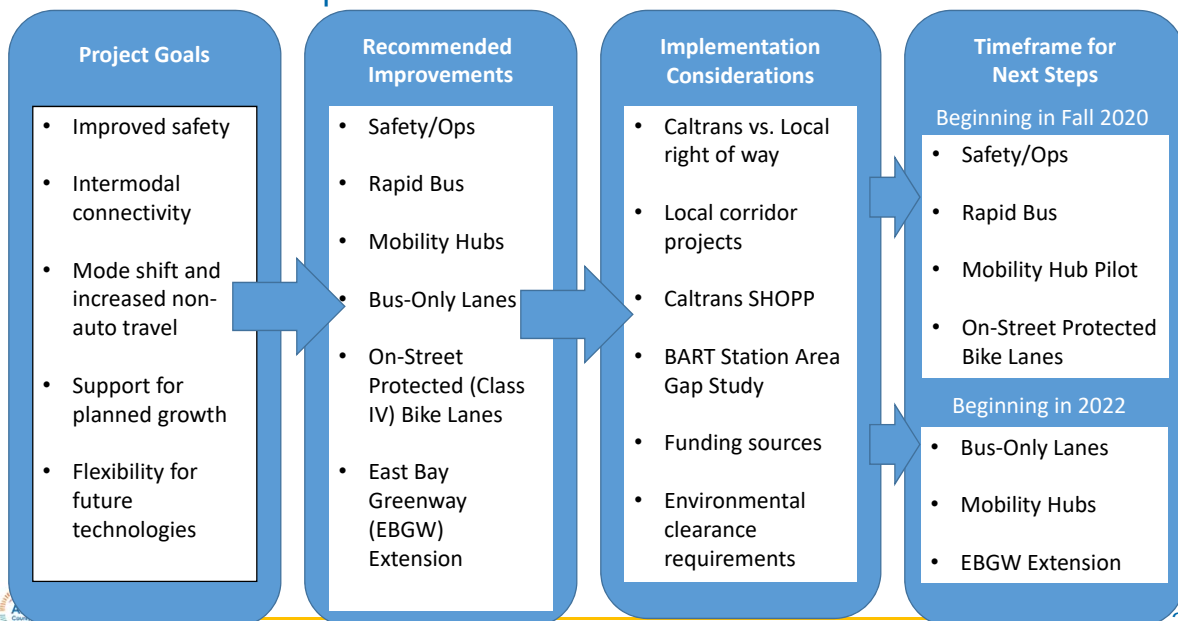 Project Goals
• Improved safety
• Intermodal
connectivity
• Mode shift and
increased non-
auto travel
• Support for
planned growth
• Flexibility for
future
technologies
Recommended
Improvements
• Safety/Ops
• Rapid Bus
• Mobility Hubs
• Bus-Only Lanes
• On-Street
Protected (Class
IV) Bike Lanes
• East Bay
Greenway
(EBGW)
Extension
Implementation
Considerations
• Caltrans vs. Local
right of way
• Local corridor
projects
• Caltrans SHOPP
• BART Station Area
Gap Study
• Funding sources
• Environmental
clearance
requirements
Timeframe for
Next Steps
Beginning in Fall 2020
• Safety/Ops
• Rapid Bus
• Mobility Hub Pilot
• On-Street Protected
Bike Lanes
Beginning in 2022
• Bus-Only Lanes
• Mobility Hubs
• EBGW Extension